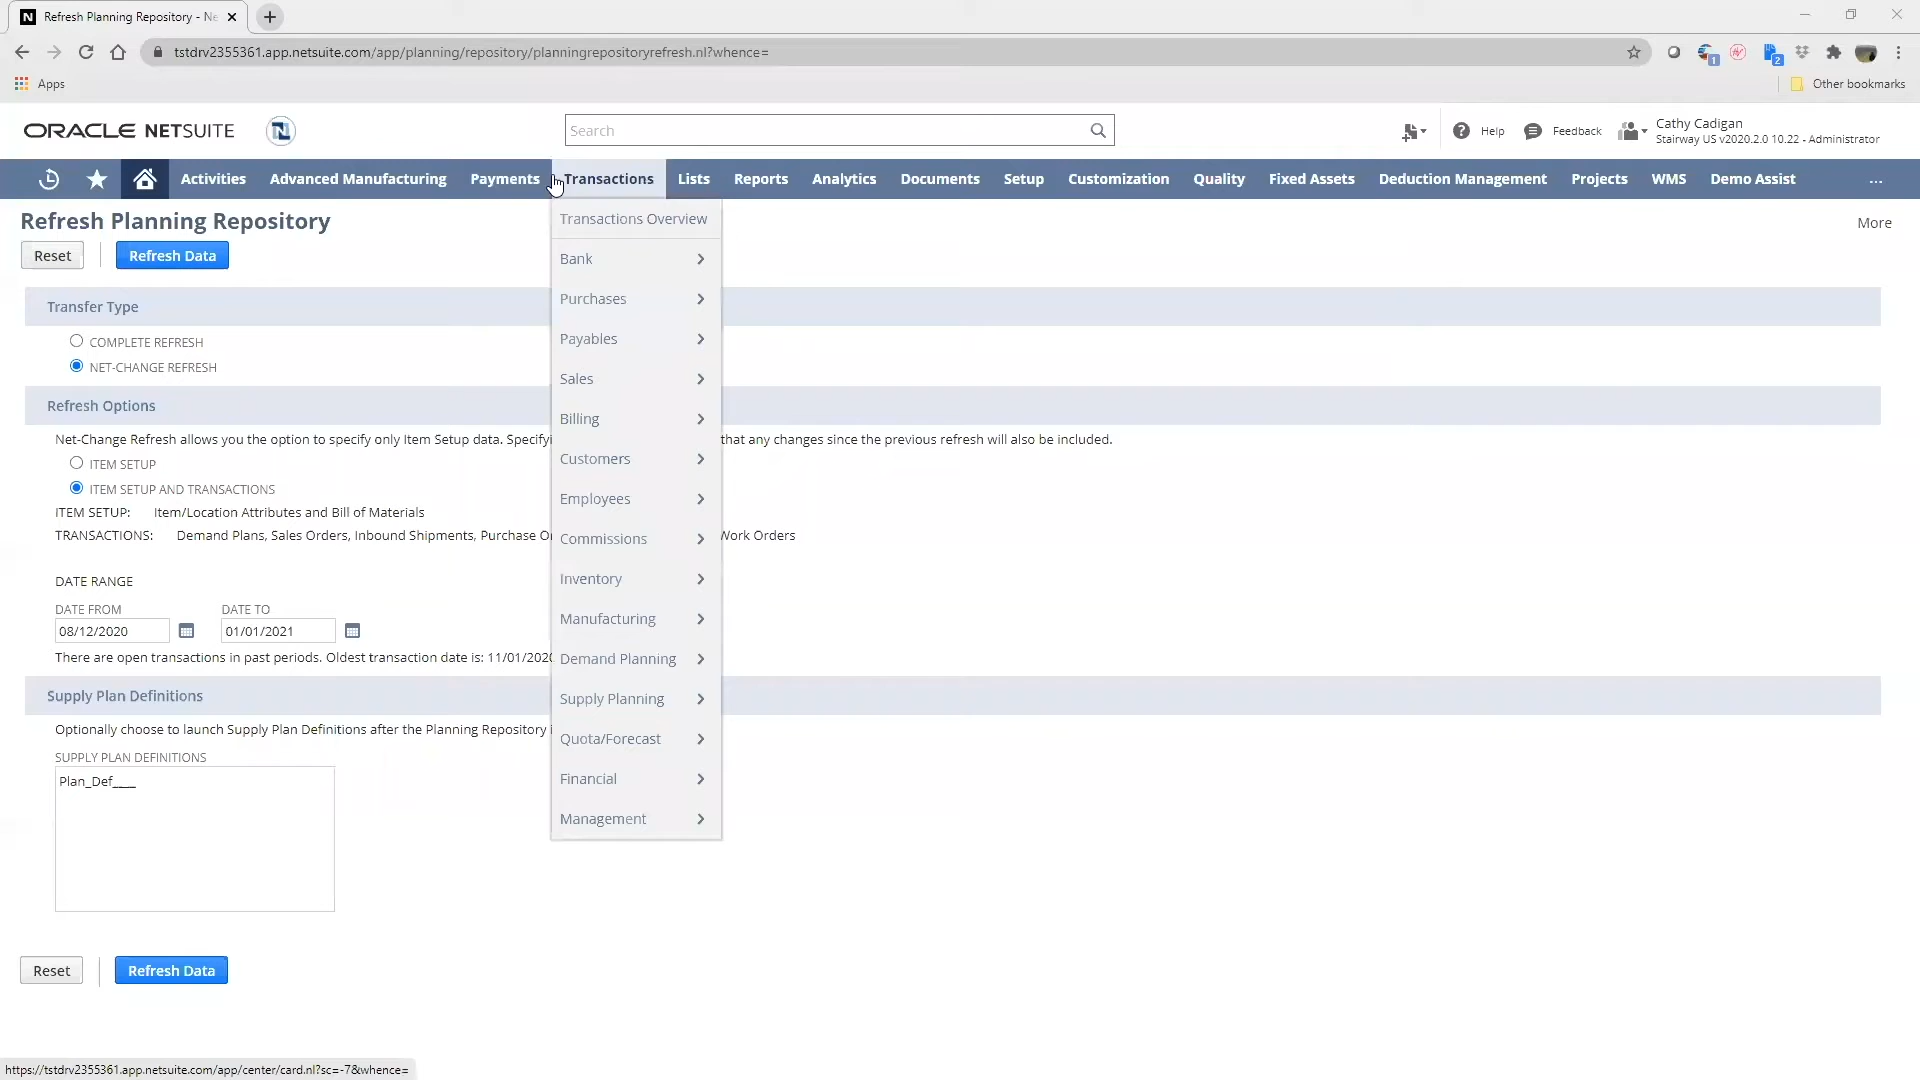 Refresh Planning Repository - Ne
tstdrv2355361.app.netsuite.com/app/planning/repository/planningrepositoryrefresh.nl?whence=
1
2
Apps
Other bookmarks
ORACLE NETSUITE
Search
Help
Feedback
Cathy Cadigan
Stairway US v2020.2.0 10.22 - Administrator
Activities Advanced Manufacturing Payments Transactions Lists Reports Analytics Documents Setup Customization Quality Fixed Assets Deduction Management Projects WMS Demo Assist ...
Refresh Planning Repository
More
Reset
Refresh Data
Transfer Type
COMPLETE REFRESH
NET-CHANGE REFRESH
Refresh Options
Net-Change Refresh allows you the option to specify only Item Setup data. Specifyi
that any changes since the previous refresh will also be included.
ITEM SETUP
ITEM SETUP AND TRANSACTIONS
ITEM SETUP: Item/Location Attributes and Bill of Materials
TRANSACTIONS: Demand Plans, Sales Orders, Inbound Shipments, Purchase O
Work Orders
DATE RANGE
DATE FROM
DATE TO
08/12/2020
01/01/2021
There are open transactions in past periods. Oldest transaction date is: 11/01/2020
Supply Plan Definitions
Optionally choose to launch Supply Plan Definitions after the Planning Repository i
SUPPLY PLAN DEFINITIONS
Plan_Def____
Reset
Refresh Data
Transactions Overview
Bank
Purchases
Payables
Sales
Billing
Customers
Employees
Commissions
Inventory
Manufacturing
Demand Planning
Supply Planning
Quota/Forecast
Financial
Management
https://tstdrv2355361.app.netsuite.com/app/center/card.nl?sc=-7&whence=